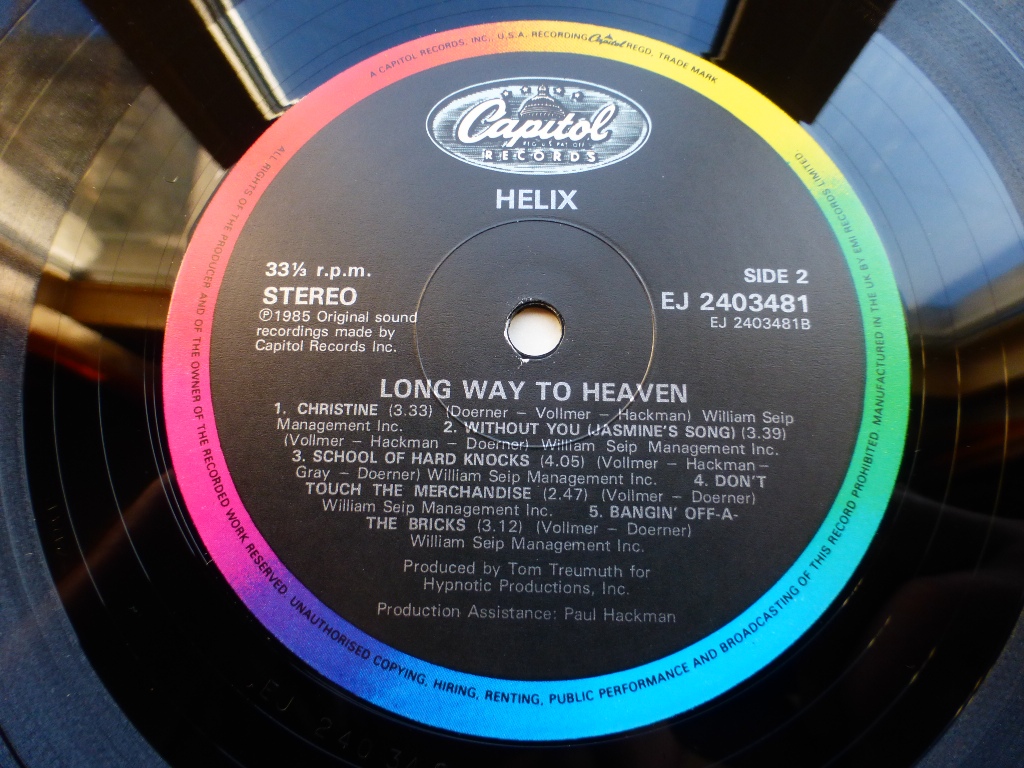 A CAPITOL RECORDS, INC., U.S.A. RECORDING Capitol REGD. TRADE MARK
Capitol
REG. U.S. PAT. OFF.
RECORDS
HELIX
33⅓ r.p.m.
STEREO
℗1985 Original sound
recordings made by
Capitol Records Inc.
SIDE 2
EJ 2403481
EJ 2403481B
LONG WAY TO HEAVEN
1. CHRISTINE (3.33) (Doerner – Vollmer – Hackman) William Seip
Management Inc. 2. WITHOUT YOU (JASMINE'S SONG) (3.39)
(Vollmer – Hackman – Doerner) William Seip Management Inc.
3. SCHOOL OF HARD KNOCKS (4.05) (Vollmer – Hackman –
Gray – Doerner) William Seip Management Inc. 4. DON'T
TOUCH THE MERCHANDISE (2.47) (Vollmer – Doerner)
William Seip Management Inc. 5. BANGIN' OFF-A-
THE BRICKS (3.12) (Vollmer – Doerner)
William Seip Management Inc.
Produced by Tom Treumuth for
Hypnotic Productions, Inc.
Production Assistance: Paul Hackman
ALL RIGHTS OF THE PRODUCER AND OF THE OWNER OF THE RECORDED WORK RESERVED. UNAUTHORISED COPYING, HIRING, RENTING, PUBLIC PERFORMANCE AND BROADCASTING OF THIS RECORD PROHIBITED. MANUFACTURED IN THE UK BY EMI RECORDS LIMITED.